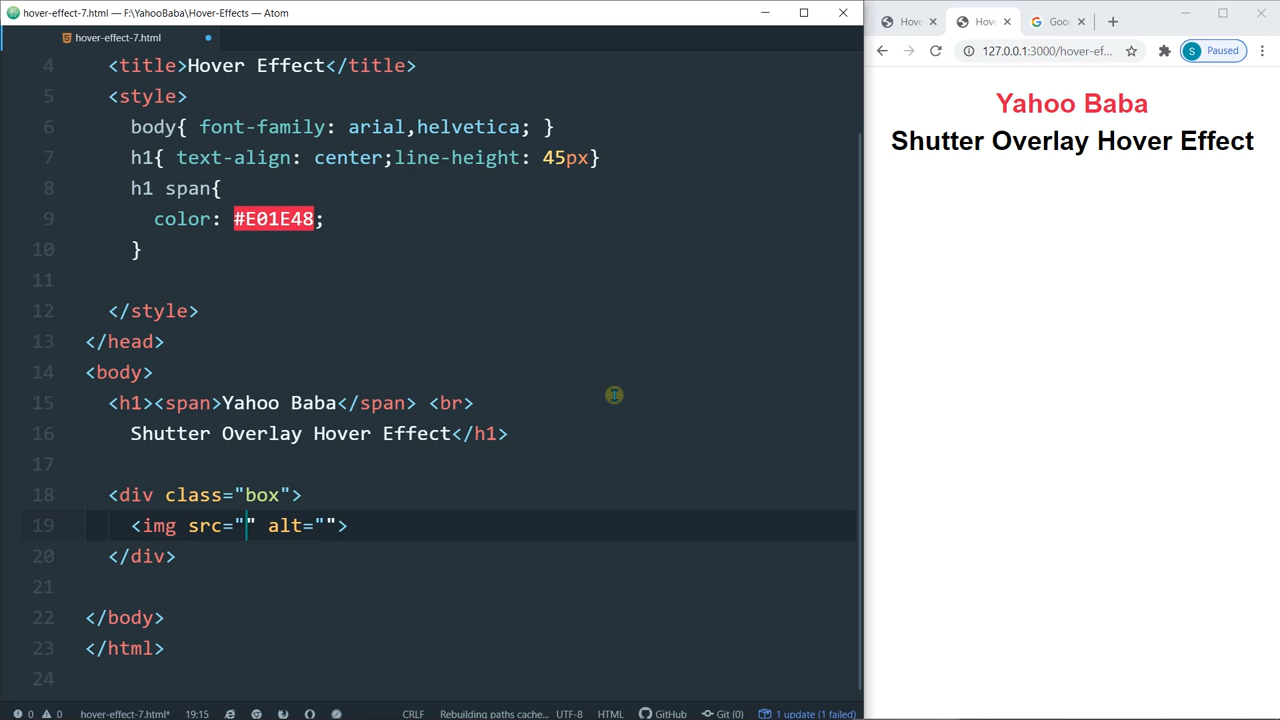 hover-effect-7.html — F:\YahooBaba\Hover-Effects — Atom
hover-effect-7.html
4 <title>Hover Effect</title>
5 <style>
6 body{ font-family: arial,helvetica; }
7 h1{ text-align: center;line-height: 45px}
8 h1 span{
9 color: #E01E48;
10 }
11
12 </style>
13 </head>
14 <body>
15 <h1><span>Yahoo Baba</span> <br>
16 Shutter Overlay Hover Effect</h1>
17
18 <div class="box">
19 <img src="" alt="">
20 </div>
21
22 </body>
23 </html>
24
0 0 hover-effect-7.html* 19:15 CRLF Rebuilding paths cache... UTF-8 HTML GitHub Git (0) 1 update (1 failed)
Hove Hove Goo
127.0.0.1:3000/hover-ef... S Paused
Yahoo Baba
Shutter Overlay Hover Effect